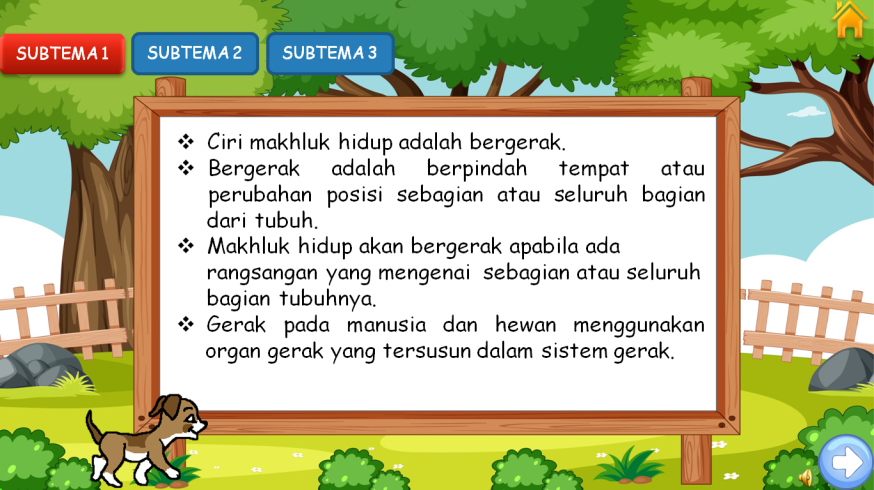 SUBTEMA 1
SUBTEMA 2
SUBTEMA 3
❖ Ciri makhluk hidup adalah bergerak.
❖ Bergerak adalah berpindah tempat atau
perubahan posisi sebagian atau seluruh bagian
dari tubuh.
❖ Makhluk hidup akan bergerak apabila ada
rangsangan yang mengenai sebagian atau seluruh
bagian tubuhnya.
❖ Gerak pada manusia dan hewan menggunakan
organ gerak yang tersusun dalam sistem gerak.